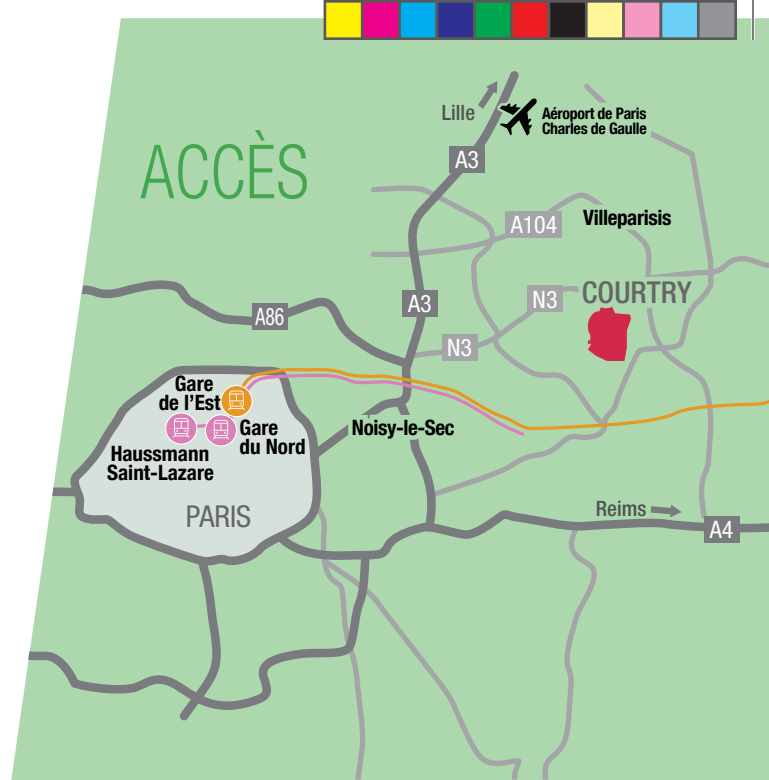 Lille
Aéroport de Paris
Charles de Gaulle
ACCÈS
A3
Villeparisis
A104
COURTRY
N3
A3
A86
N3
Gare
de l'Est
Gare
du Nord
Noisy-le-Sec
Haussmann
Saint-Lazare
PARIS
Reims
A4